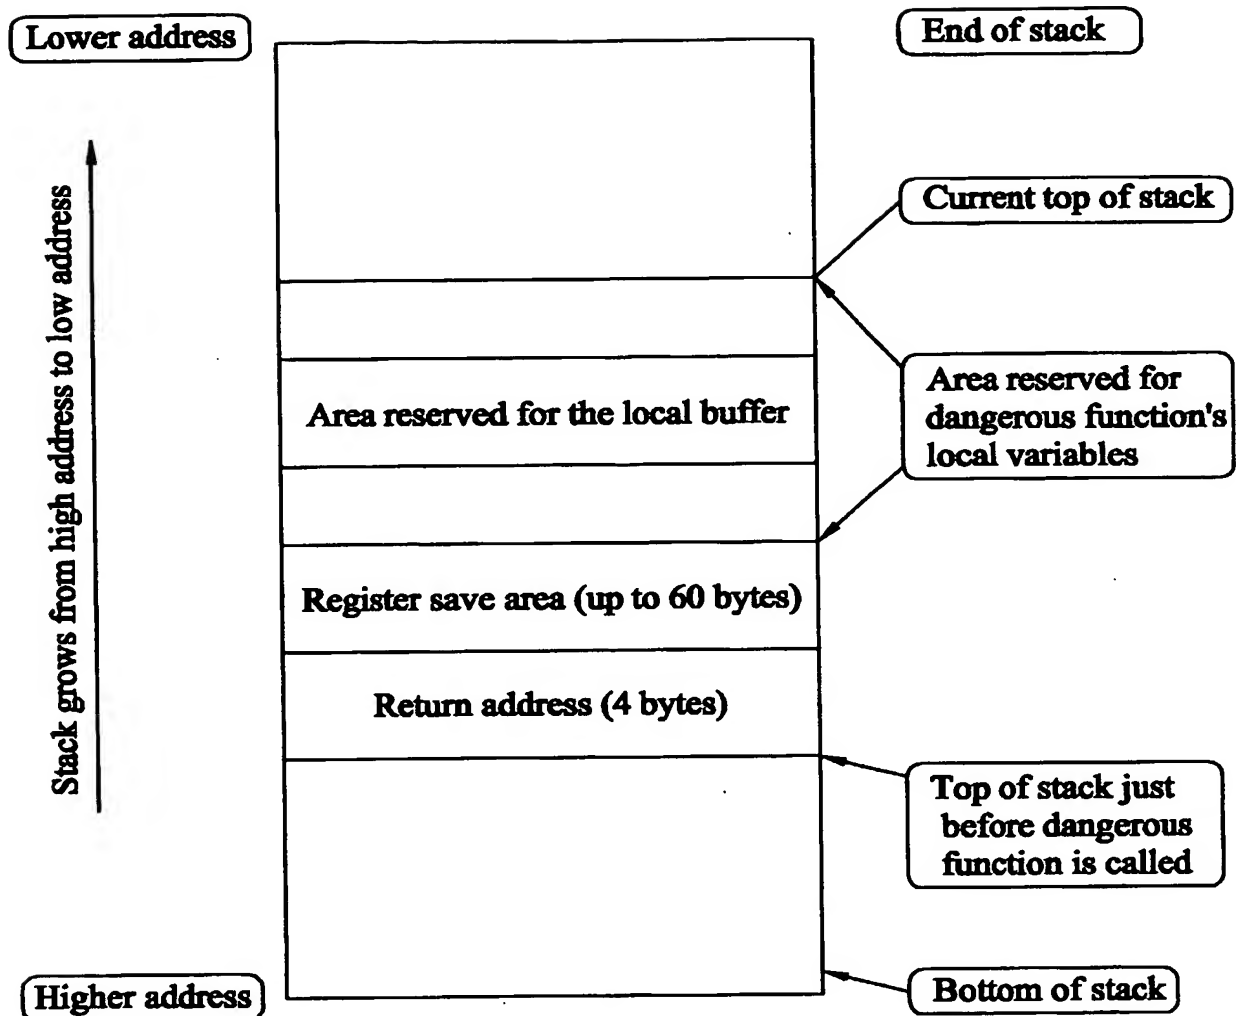 Lower address
End of stack
Current top of stack
Stack grows from high address to low address
Area reserved for the local buffer
Area reserved for
dangerous function's
local variables
Register save area (up to 60 bytes)
Return address (4 bytes)
Top of stack just
before dangerous
function is called
Higher address
Bottom of stack